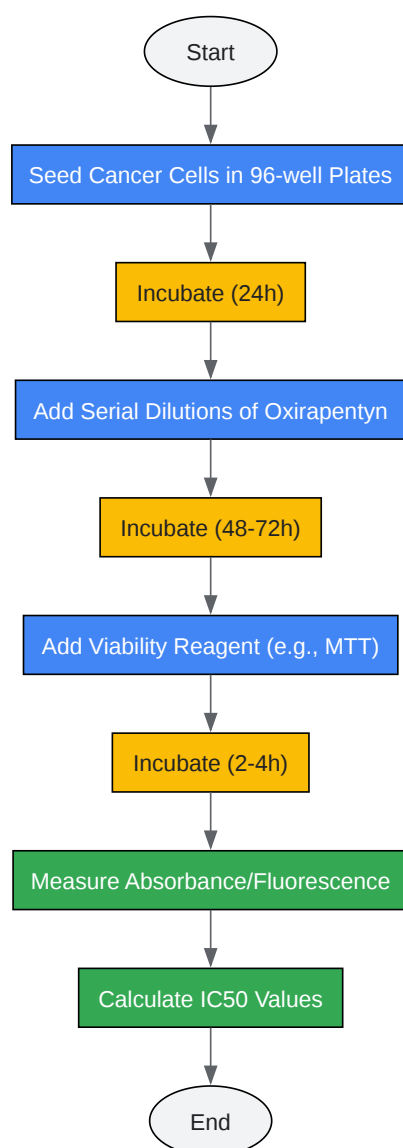 Start
Seed Cancer Cells in 96-well Plates
Incubate (24h)
Add Serial Dilutions of Oxirapentyn
Incubate (48-72h)
Add Viability Reagent (e.g., MTT)
Incubate (2-4h)
Measure Absorbance/Fluorescence
Calculate IC50 Values
End